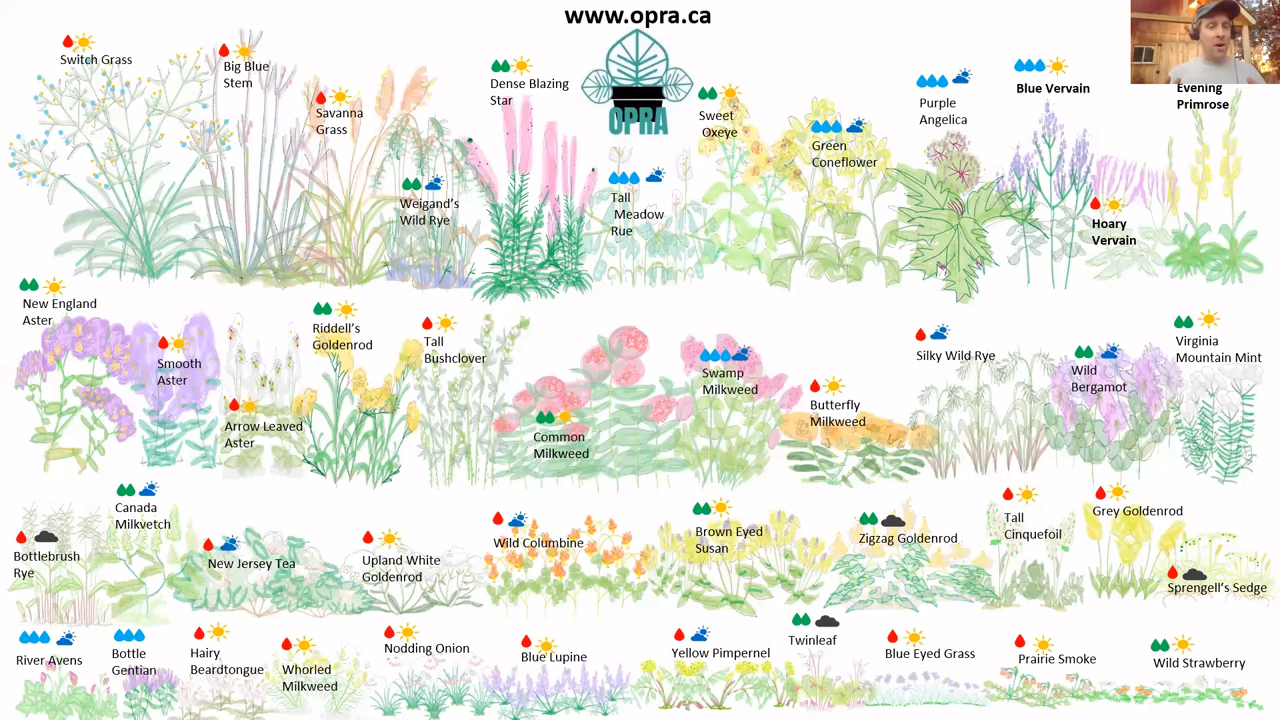 www.opra.ca
Switch Grass
Big Blue
Stem
Savanna
Grass
Weigand's
Wild Rye
Dense Blazing
Star
OPRA
Tall
Meadow
Rue
Sweet
Oxeye
Green
Coneflower
Purple
Angelica
Blue Vervain
Hoary
Vervain
Evening
Primrose
New England
Aster
Smooth
Aster
Arrow Leaved
Aster
Riddell's
Goldenrod
Tall
Bushclover
Common
Milkweed
Swamp
Milkweed
Butterfly
Milkweed
Silky Wild Rye
Wild
Bergamot
Virginia
Mountain Mint
Bottlebrush
Rye
Canada
Milkvetch
New Jersey Tea
Upland White
Goldenrod
Wild Columbine
Brown Eyed
Susan
Zigzag Goldenrod
Tall
Cinquefoil
Grey Goldenrod
Sprengell's Sedge
River Avens
Bottle
Gentian
Hairy
Beardtongue
Whorled
Milkweed
Nodding Onion
Blue Lupine
Yellow Pimpernel
Twinleaf
Blue Eyed Grass
Prairie Smoke
Wild Strawberry